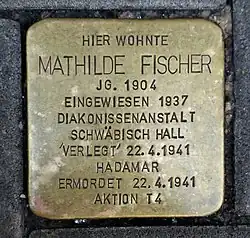 HIER WOHNTE
MATHILDE FISCHER
JG. 1904
EINGEWIESEN 1937
DIAKONISSENANSTALT
SCHWÄBISCH HALL
'VERLEGT' 22.4.1941
HADAMAR
ERMORDET 22.4.1941
AKTION T4